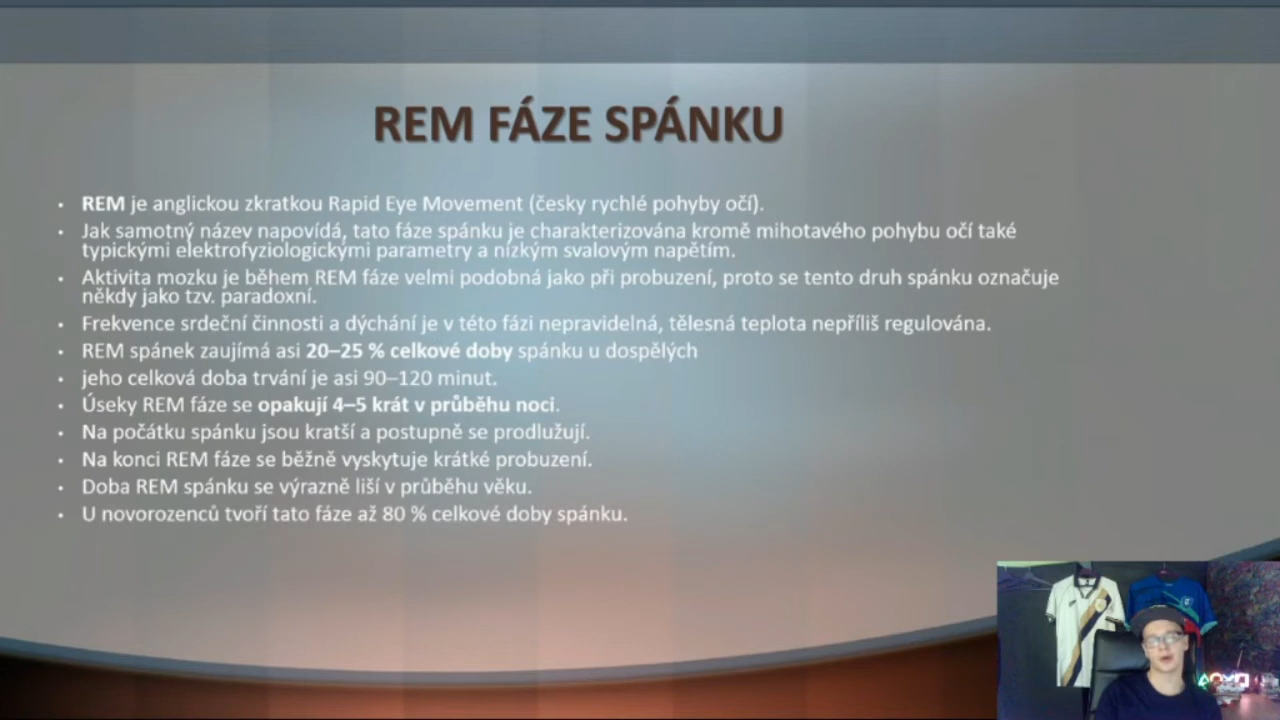 REM FÁZE SPÁNKU
• REM je anglickou zkratkou Rapid Eye Movement (česky rychlé pohyby očí).
• Jak samotný název napovídá, tato fáze spánku je charakterizována kromě mihotavého pohybu očí také
typickými elektrofyziologickými parametry a nízkým svalovým napětím.
• Aktivita mozku je během REM fáze velmi podobná jako při probuzení, proto se tento druh spánku označuje
někdy jako tzv. paradoxní.
• Frekvence srdeční činnosti a dýchání je v této fázi nepravidelná, tělesná teplota nepříliš regulována.
• REM spánek zaujímá asi 20–25 % celkové doby spánku u dospělých
• jeho celková doba trvání je asi 90–120 minut.
• Úseky REM fáze se opakují 4–5 krát v průběhu noci.
• Na počátku spánku jsou kratší a postupně se prodlužují.
• Na konci REM fáze se běžně vyskytuje krátké probuzení.
• Doba REM spánku se výrazně liší v průběhu věku.
• U novorozenců tvoří tato fáze až 80 % celkové doby spánku.